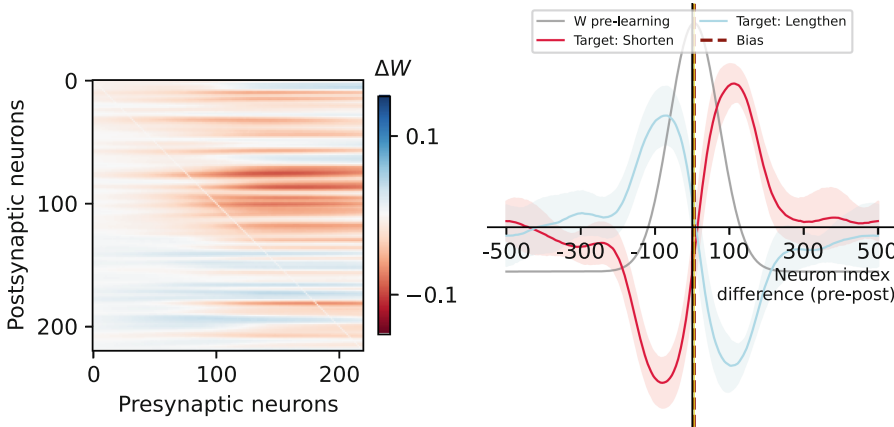 W pre-learning
Target: Shorten
Target: Lengthen
Bias
ΔW
0.1
−0.1
Postsynaptic neurons
0
100
200
0
100
200
Presynaptic neurons
-500
-300
-100
0
100
300
500
Neuron index
difference (pre-post)